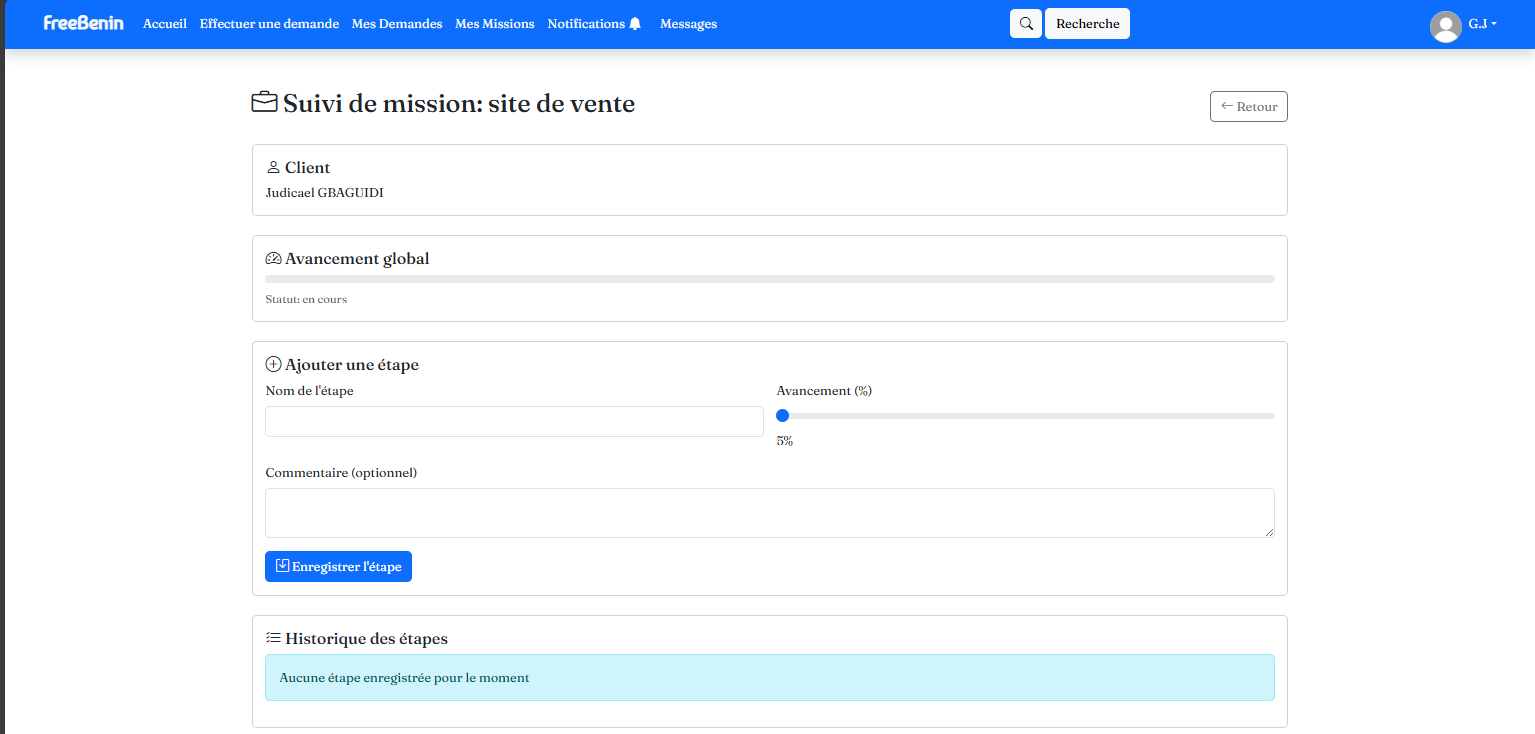 FreeBenin Accueil Effectuer une demande Mes Demandes Mes Missions Notifications Messages Recherche G.J
Suivi de mission: site de vente
Retour
Client
Judicael GBAGUIDI
Avancement global
Statut: en cours
Ajouter une étape
Nom de l'étape
Avancement (%)
5%
Commentaire (optionnel)
Enregistrer l'étape
Historique des étapes
Aucune étape enregistrée pour le moment